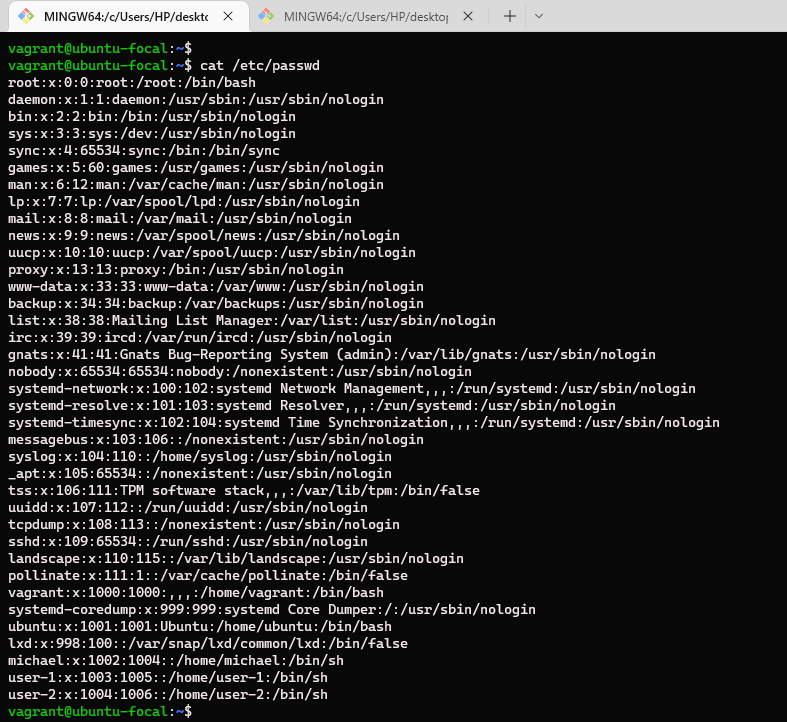 MINGW64:/c/Users/HP/deskto
MINGW64:/c/Users/HP/desktop
vagrant@ubuntu-focal:~$
vagrant@ubuntu-focal:~$ cat /etc/passwd
root:x:0:0:root:/root:/bin/bash
daemon:x:1:1:daemon:/usr/sbin:/usr/sbin/nologin
bin:x:2:2:bin:/bin:/usr/sbin/nologin
sys:x:3:3:sys:/dev:/usr/sbin/nologin
sync:x:4:65534:sync:/bin:/bin/sync
games:x:5:60:games:/usr/games:/usr/sbin/nologin
man:x:6:12:man:/var/cache/man:/usr/sbin/nologin
lp:x:7:7:lp:/var/spool/lpd:/usr/sbin/nologin
mail:x:8:8:mail:/var/mail:/usr/sbin/nologin
news:x:9:9:news:/var/spool/news:/usr/sbin/nologin
uucp:x:10:10:uucp:/var/spool/uucp:/usr/sbin/nologin
proxy:x:13:13:proxy:/bin:/usr/sbin/nologin
www-data:x:33:33:www-data:/var/www:/usr/sbin/nologin
backup:x:34:34:backup:/var/backups:/usr/sbin/nologin
list:x:38:38:Mailing List Manager:/var/list:/usr/sbin/nologin
irc:x:39:39:ircd:/var/run/ircd:/usr/sbin/nologin
gnats:x:41:41:Gnats Bug-Reporting System (admin):/var/lib/gnats:/usr/sbin/nologin
nobody:x:65534:65534:nobody:/nonexistent:/usr/sbin/nologin
systemd-network:x:100:102:systemd Network Management,,,:/run/systemd:/usr/sbin/nologin
systemd-resolve:x:101:103:systemd Resolver,,,:/run/systemd:/usr/sbin/nologin
systemd-timesync:x:102:104:systemd Time Synchronization,,,:/run/systemd:/usr/sbin/nologin
messagebus:x:103:106::/nonexistent:/usr/sbin/nologin
syslog:x:104:110::/home/syslog:/usr/sbin/nologin
_apt:x:105:65534::/nonexistent:/usr/sbin/nologin
tss:x:106:111:TPM software stack,,,:/var/lib/tpm:/bin/false
uuidd:x:107:112::/run/uuidd:/usr/sbin/nologin
tcpdump:x:108:113::/nonexistent:/usr/sbin/nologin
sshd:x:109:65534::/run/sshd:/usr/sbin/nologin
landscape:x:110:115::/var/lib/landscape:/usr/sbin/nologin
pollinate:x:111:1::/var/cache/pollinate:/bin/false
vagrant:x:1000:1000:,,,:/home/vagrant:/bin/bash
systemd-coredump:x:999:999:systemd Core Dumper:/:/usr/sbin/nologin
ubuntu:x:1001:1001:Ubuntu:/home/ubuntu:/bin/bash
lxd:x:998:100::/var/snap/lxd/common/lxd:/bin/false
michael:x:1002:1004::/home/michael:/bin/sh
user-1:x:1003:1005::/home/user-1:/bin/sh
user-2:x:1004:1006::/home/user-2:/bin/sh
vagrant@ubuntu-focal:~$